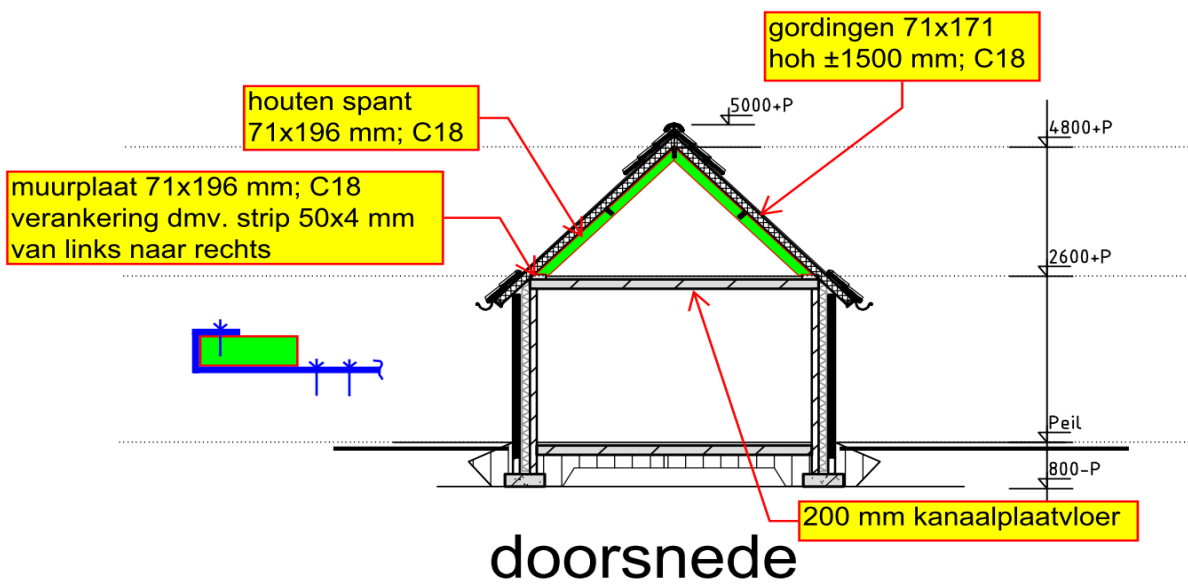 gordingen 71x171
hoh ±1500 mm; C18
houten spant
71x196 mm; C18
5000+P
4800+P
muurplaat 71x196 mm; C18
verankering dmv. strip 50x4 mm
van links naar rechts
2600+P
Peil
800-P
200 mm kanaalplaatvloer
doorsnede